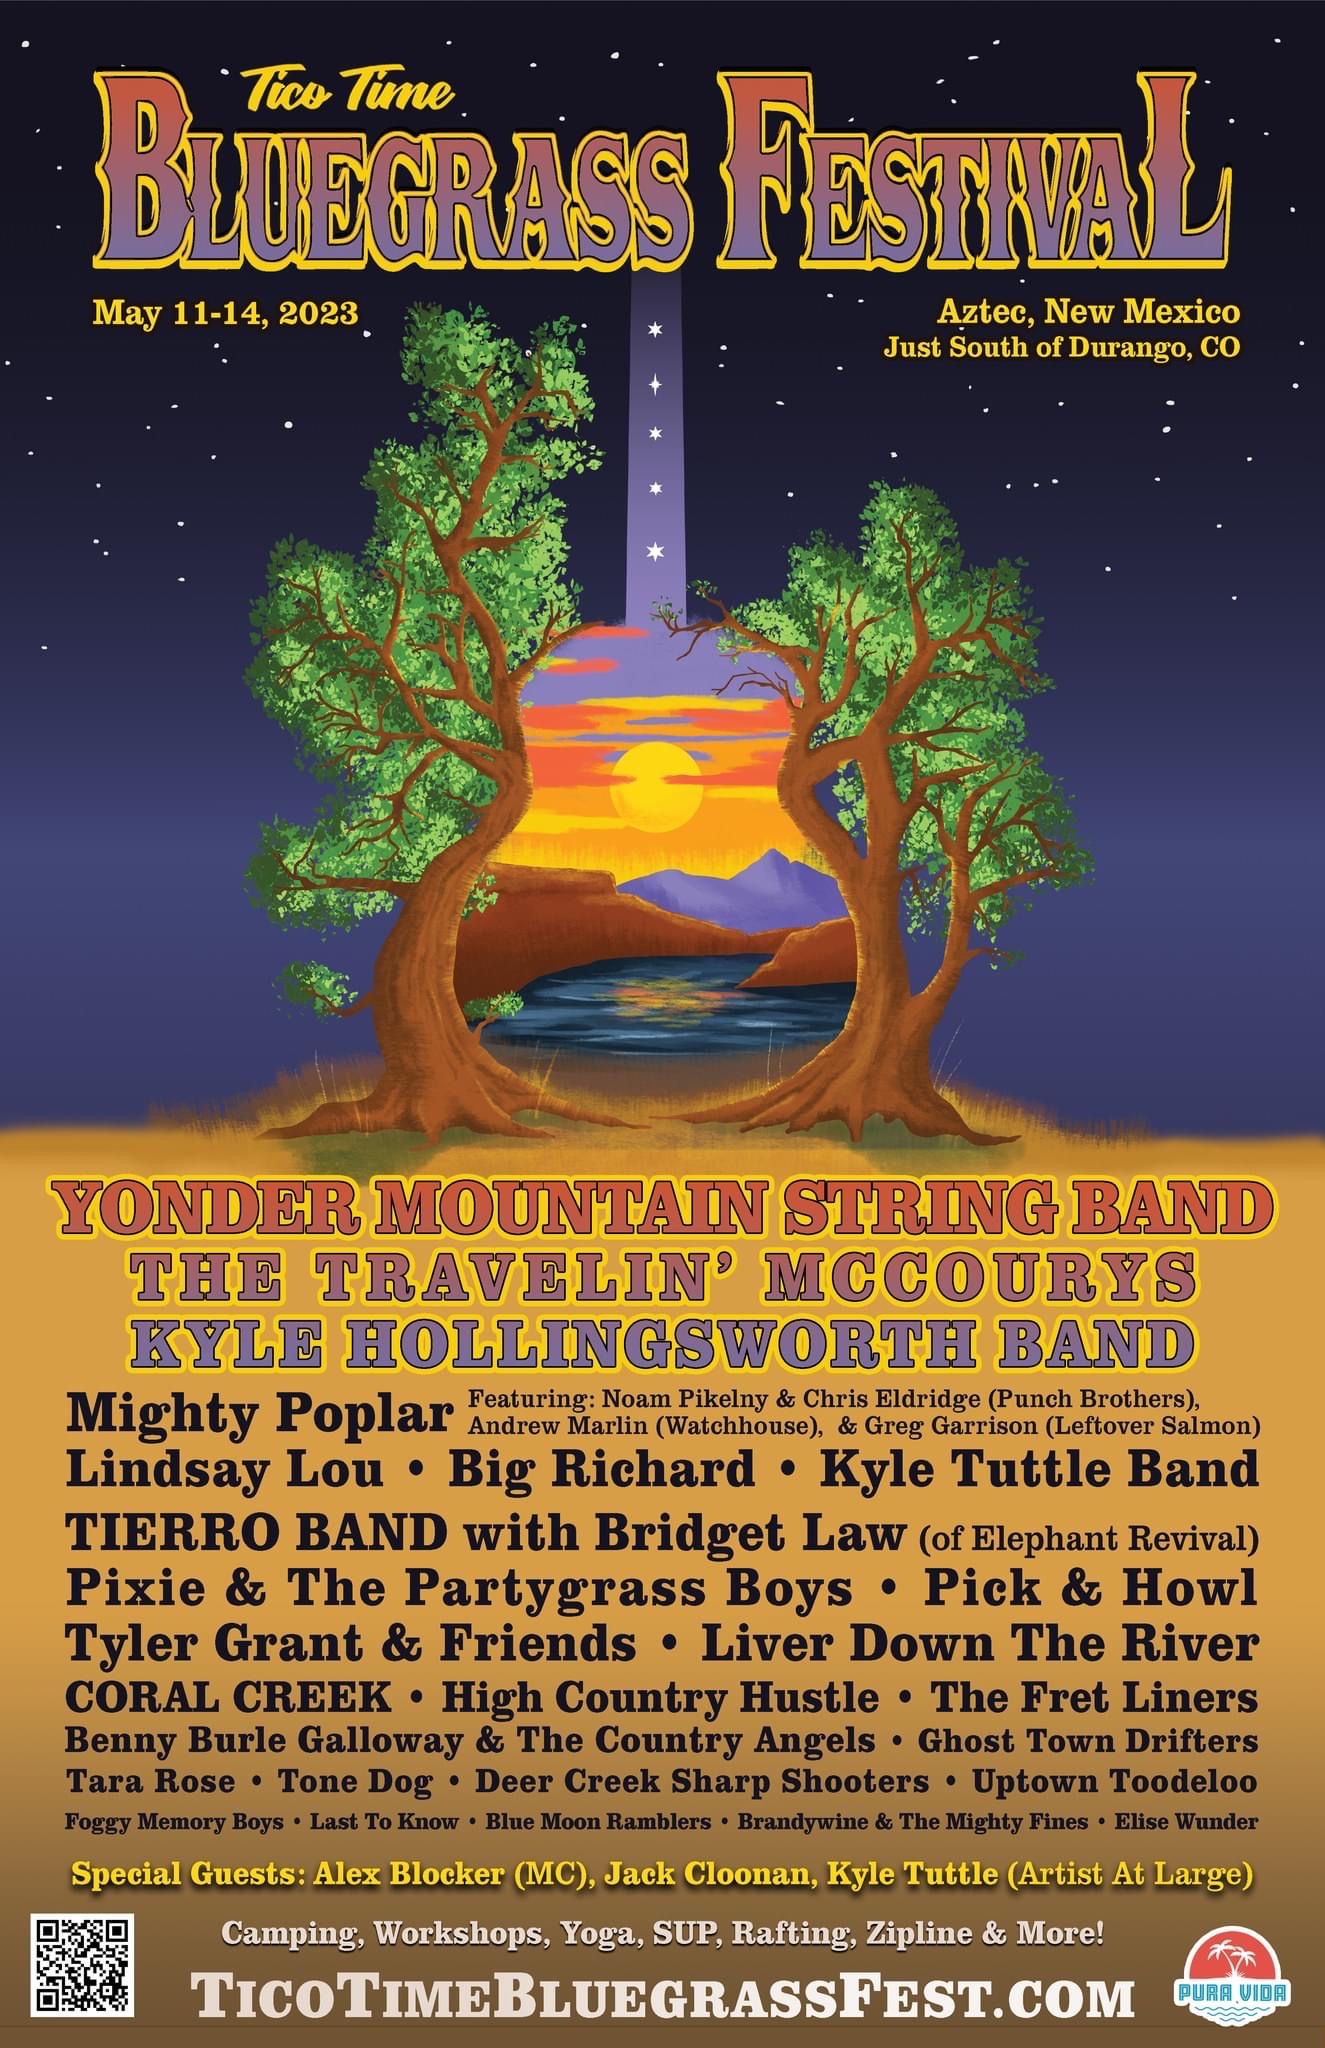 Tico Time
Bluegrass Festival
May 11-14, 2023
Aztec, New Mexico
Just South of Durango, CO
YONDER MOUNTAIN STRING BAND
THE TRAVELIN' MCCOURYS
KYLE HOLLINGSWORTH BAND
Mighty Poplar Featuring: Noam Pikelny & Chris Eldridge (Punch Brothers),
Andrew Marlin (Watchhouse), & Greg Garrison (Leftover Salmon)
Lindsay Lou • Big Richard • Kyle Tuttle Band
TIERRO BAND with Bridget Law (of Elephant Revival)
Pixie & The Partygrass Boys • Pick & Howl
Tyler Grant & Friends • Liver Down The River
CORAL CREEK • High Country Hustle • The Fret Liners
Benny Burle Galloway & The Country Angels • Ghost Town Drifters
Tara Rose • Tone Dog • Deer Creek Sharp Shooters • Uptown Toodeloo
Foggy Memory Boys • Last To Know • Blue Moon Ramblers • Brandywine & The Mighty Fines • Elise Wunder
Special Guests: Alex Blocker (MC), Jack Cloonan, Kyle Tuttle (Artist At Large)
Camping, Workshops, Yoga, SUP, Rafting, Zipline & More!
TicoTimeBluegrassFest.com
PURA VIDA